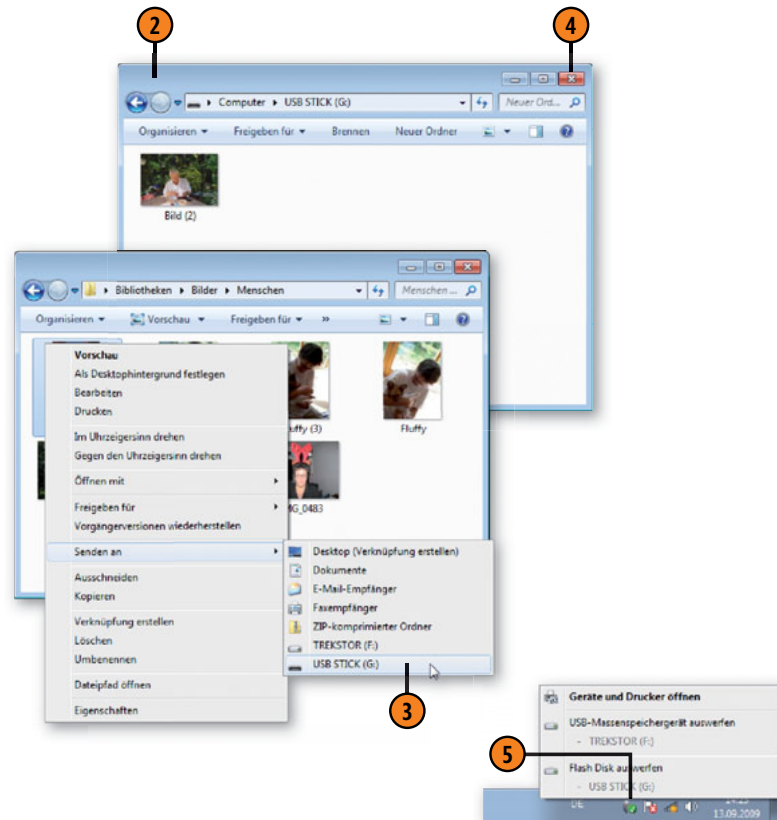 2
4
Computer ▸ USB STICK (G:)
Neuer Ord...
Organisieren
Freigeben für
Brennen
Neuer Ordner
Bild (2)
Bibliotheken ▸ Bilder ▸ Menschen
Menschen ...
Organisieren
Vorschau
Freigeben für
»
Vorschau
Als Desktophintergrund festlegen
Bearbeiten
Drucken
Im Uhrzeigersinn drehen
Gegen den Uhrzeigersinn drehen
Öffnen mit
Freigeben für
Vorgängerversionen wiederherstellen
Senden an
Ausschneiden
Kopieren
Verknüpfung erstellen
Löschen
Umbenennen
Dateipfad öffnen
Eigenschaften
(3)
Fluffy
_0483
Desktop (Verknüpfung erstellen)
Dokumente
E-Mail-Empfänger
Faxempfänger
ZIP-komprimierter Ordner
TREKSTOR (F:)
USB STICK (G:)
3
Geräte und Drucker öffnen
USB-Massenspeichergerät auswerfen
- TREKSTOR (F:)
5
Flash Disk auswerfen
- USB STICK (G:)
DE
13.09.2009